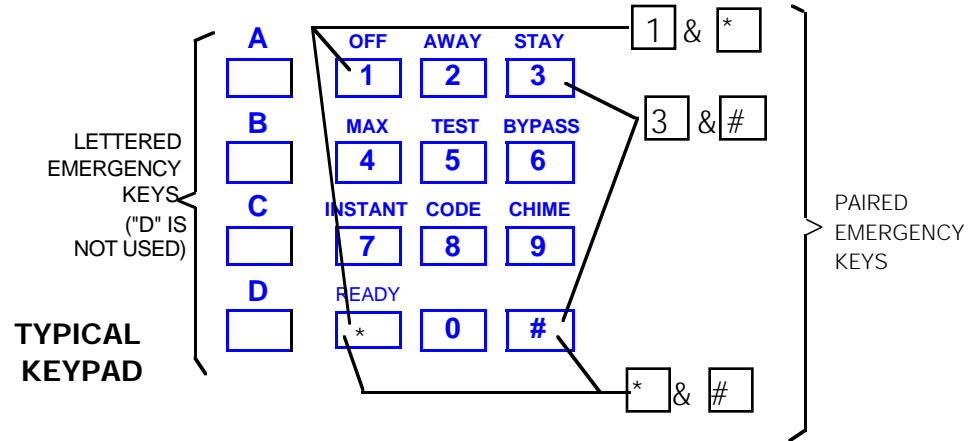 A OFF AWAY STAY 1 & *
1 2 3
B MAX TEST BYPASS 3 & #
4 5 6
LETTERED
EMERGENCY
KEYS
("D" IS
NOT USED)
C INSTANT CODE CHIME
7 8 9
PAIRED
EMERGENCY
KEYS
D READY
* 0 #
TYPICAL
KEYPAD
* & #